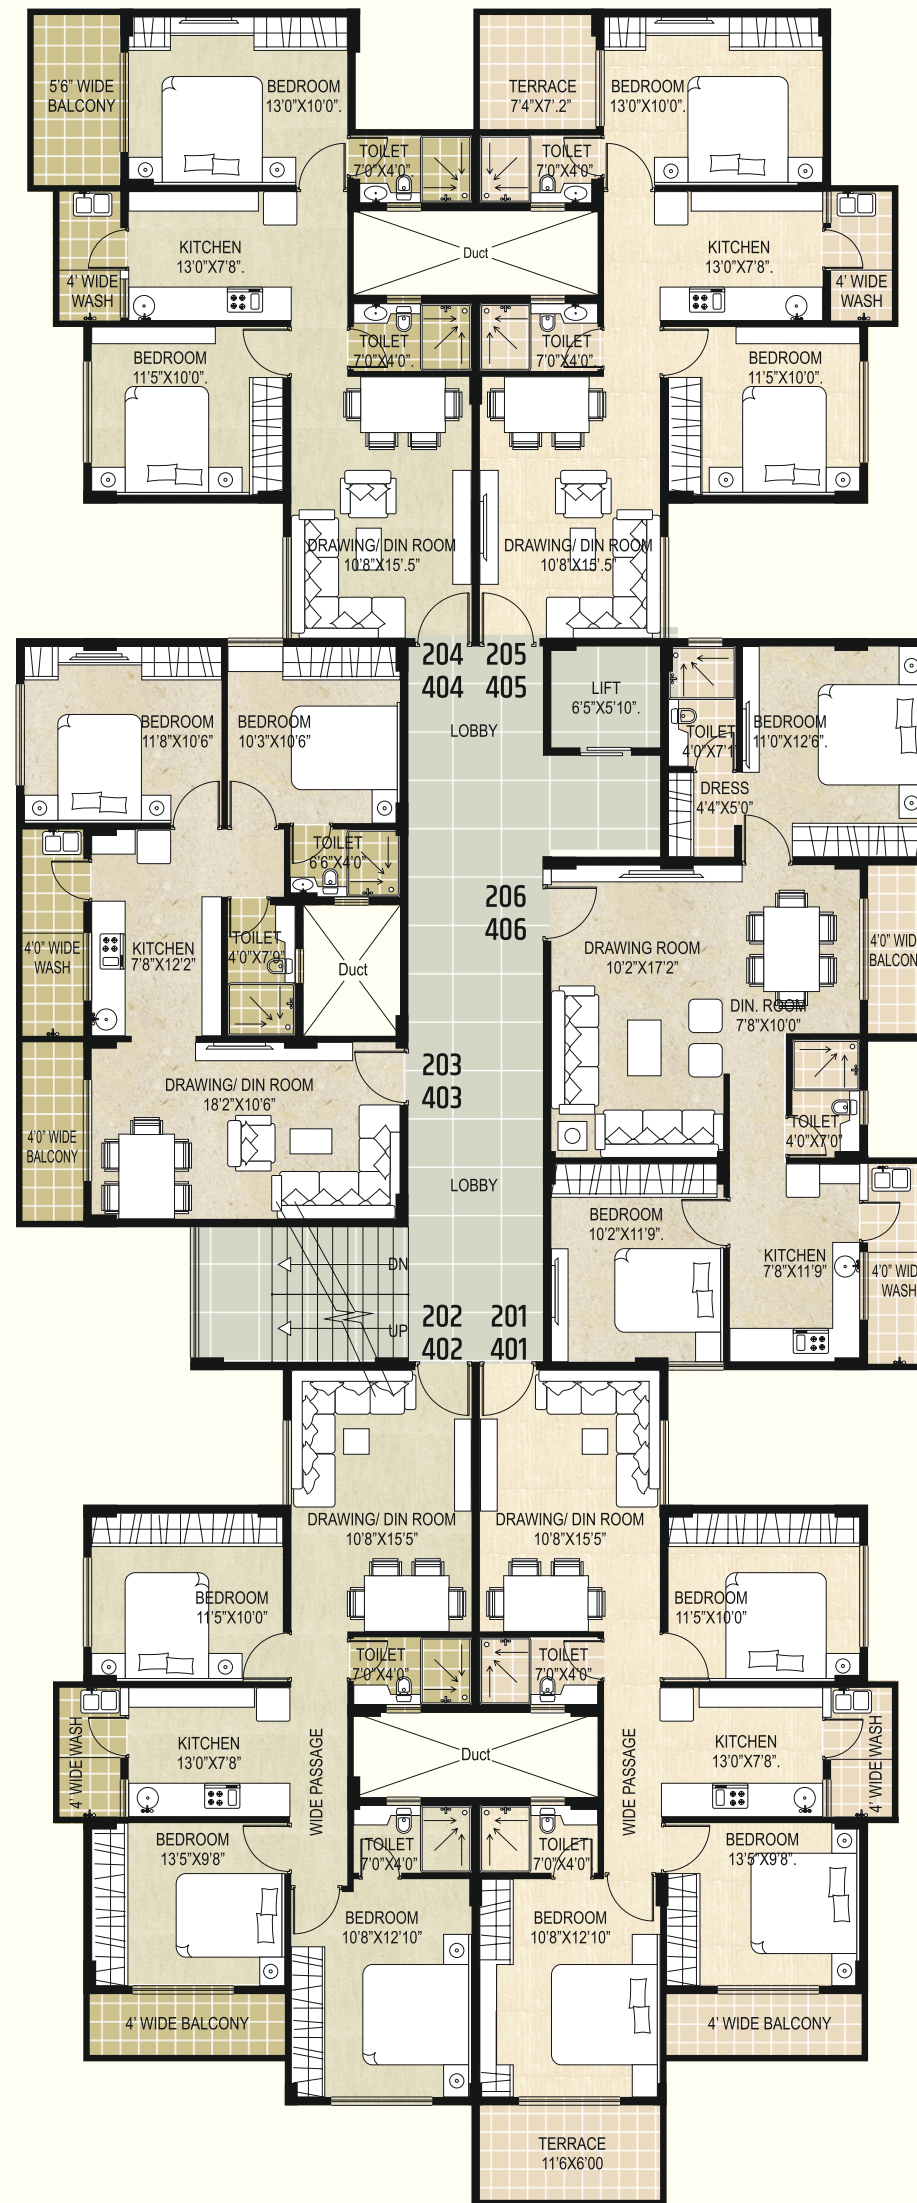 5'6" WIDE
BALCONY
BEDROOM
13'0"X10'0".
TERRACE
7'4"X7'.2"
BEDROOM
13'0"X10'0".
TOILET
7'0"X4'0".
TOILET
7'0"X4'0"
KITCHEN
13'0"X7'8".
Duct
KITCHEN
13'0"X7'8".
4' WIDE
WASH
4' WIDE
WASH
TOILET
7'0"X4'0".
TOILET
7'0"X4'0".
BEDROOM
11'5"X10'0".
BEDROOM
11'5"X10'0".
DRAWING/ DIN ROOM
10'8"X15'.5"
DRAWING/ DIN ROOM
10'8"X15'.5"
204
404
205
405
LOBBY
LIFT
6'5"X5'10".
BEDROOM
11'8"X10'6"
BEDROOM
10'3"X10'6"
TOILET
4'0"X7'1"
BEDROOM
11'0"X12'6".
DRESS
4'4"X5'0"
TOILET
6'6"X4'0"
206
406
4'0" WIDE
WASH
KITCHEN
7'8"X12'2"
TOILET
4'0"X7'9"
Duct
DRAWING ROOM
10'2"X17'2"
4'0" WID
BALCON
DIN. ROOM
7'8"X10'0"
203
403
DRAWING/ DIN ROOM
18'2"X10'6"
4'0" WIDE
BALCONY
TOILET
4'0"X7'0"
LOBBY
BEDROOM
10'2"X11'9".
KITCHEN
7'8"X11'9"
4'0" WID
WASH
DN
UP
202
402
201
401
DRAWING/ DIN ROOM
10'8"X15'5"
DRAWING/ DIN ROOM
10'8"X15'5"
BEDROOM
11'5"X10'0"
BEDROOM
11'5"X10'0"
TOILET
7'0"X4'0"
TOILET
7'0"X4'0"
4' WIDE WASH
KITCHEN
13'0"X7'8"
WIDE PASSAGE
Duct
WIDE PASSAGE
KITCHEN
13'0"X7'8".
4' WIDE WASH
BEDROOM
13'5"X9'8"
TOILET
7'0"X4'0"
TOILET
7'0"X4'0"
BEDROOM
13'5"X9'8".
BEDROOM
10'8"X12'10"
BEDROOM
10'8"X12'10"
4' WIDE BALCONY
4' WIDE BALCONY
TERRACE
11'6X6'00